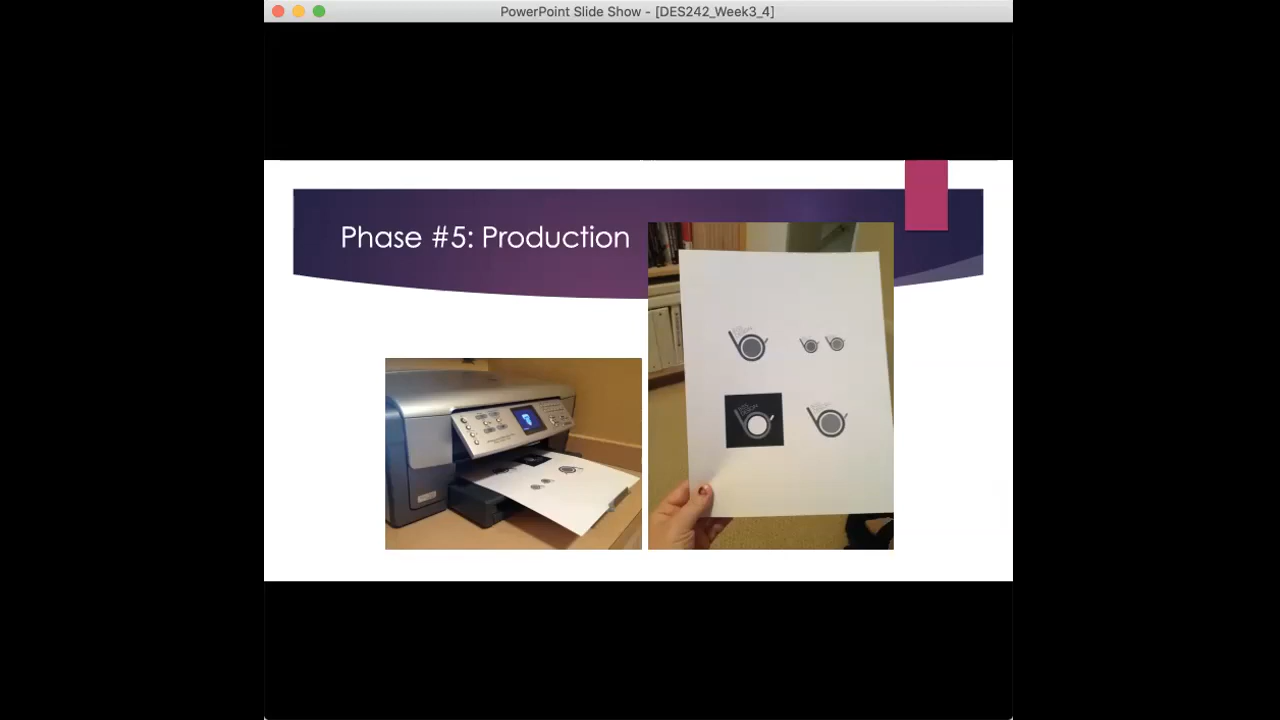 PowerPoint Slide Show - [DES242_Week3_4]
Phase #5: Production